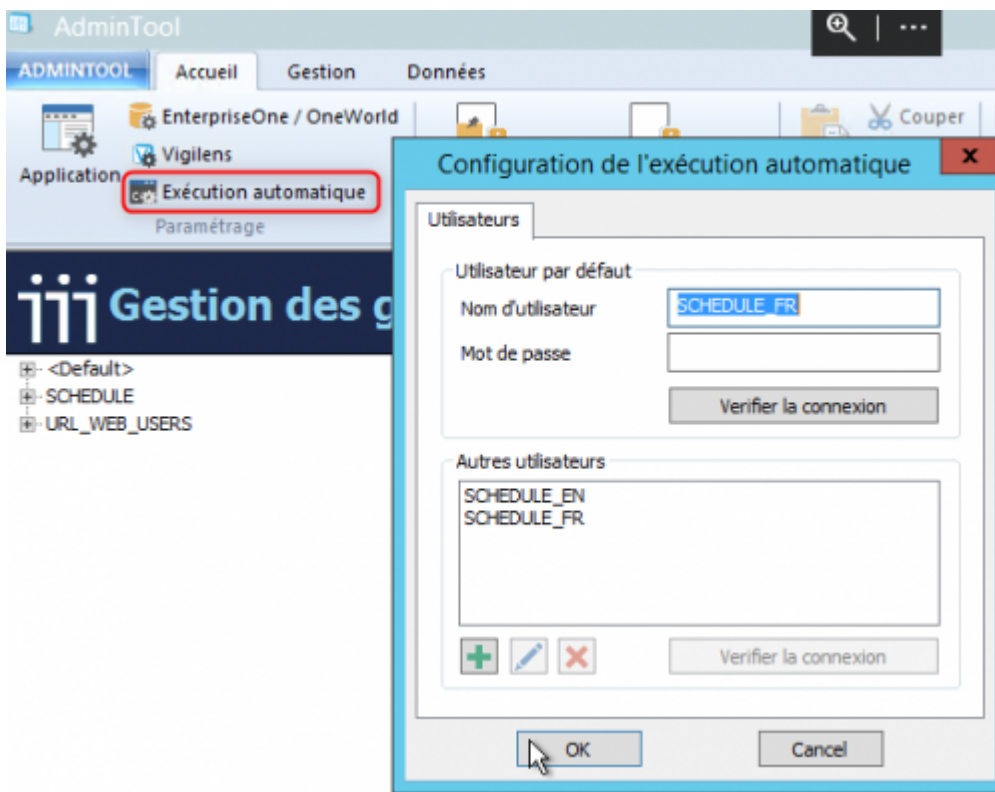 AdminTool
ADMINTOOL Accueil Gestion Données
EnterpriseOne / OneWorld
Couper
Vigilens
Application
Exécution automatique
Paramétrage
Configuration de l'exécution automatique
Utilisateurs
Gestion des g
<Default>
SCHEDULE
URL_WEB_USERS
Utilisateur par défaut
Nom d'utilisateur SCHEDULE_FR
Mot de passe
Verifier la connexion
Autres utilisateurs
SCHEDULE_EN
SCHEDULE_FR
Verifier la connexion
OK Cancel